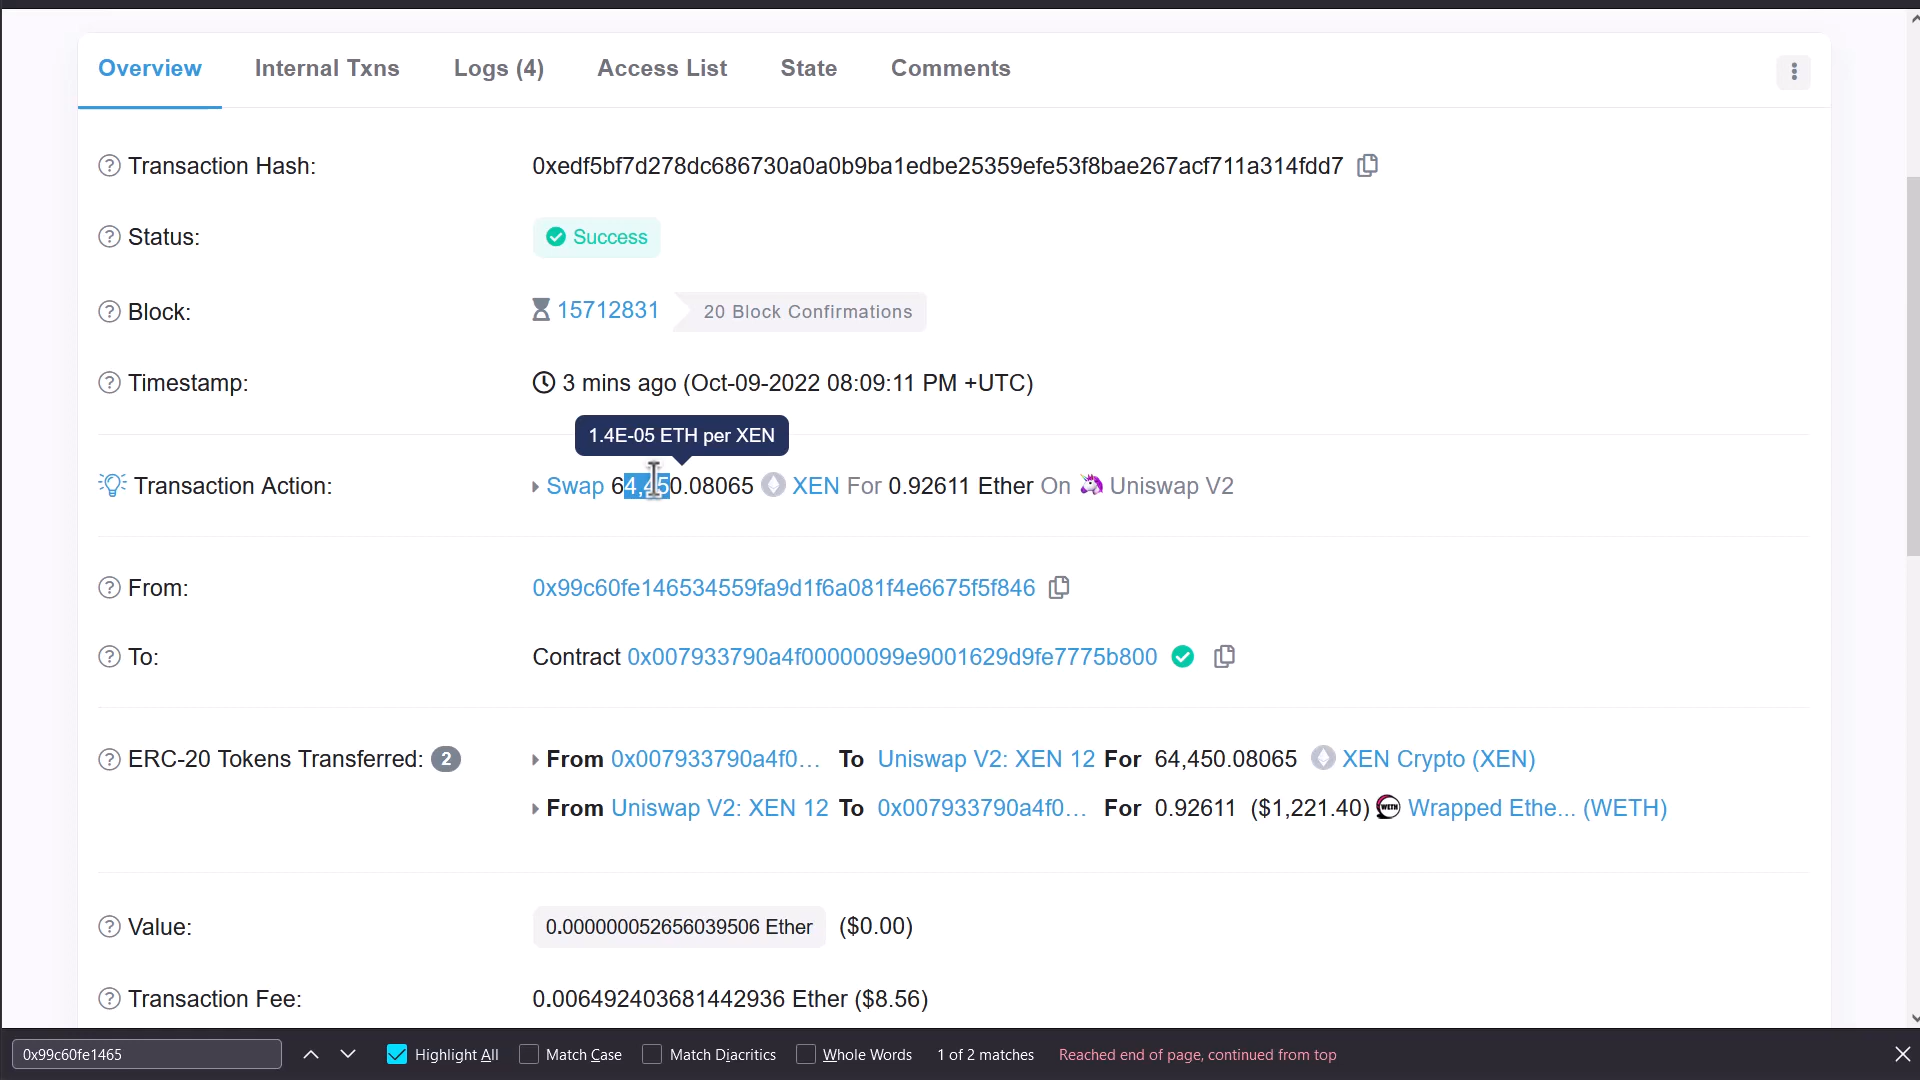 Overview Internal Txns Logs (4) Access List State Comments
Transaction Hash: 0xedf5bf7d278dc686730a0a0b9ba1edbe25359efe53f8bae267acf711a314fdd7
Status: Success
Block: 15712831 20 Block Confirmations
Timestamp: 3 mins ago (Oct-09-2022 08:09:11 PM +UTC)
1.4E-05 ETH per XEN
Transaction Action: Swap 64,450.08065 XEN For 0.92611 Ether On Uniswap V2
From: 0x99c60fe146534559fa9d1f6a081f4e6675f5f846
To: Contract 0x007933790a4f00000099e9001629d9fe7775b800
ERC-20 Tokens Transferred: 2 From 0x007933790a4f0... To Uniswap V2: XEN 12 For 64,450.08065 XEN Crypto (XEN)
From Uniswap V2: XEN 12 To 0x007933790a4f0... For 0.92611 ($1,221.40) WETH Wrapped Ethe... (WETH)
Value: 0.000000052656039506 Ether ($0.00)
Transaction Fee: 0.006492403681442936 Ether ($8.56)
0x99c60fe1465 Highlight All Match Case Match Diacritics Whole Words 1 of 2 matches Reached end of page, continued from top